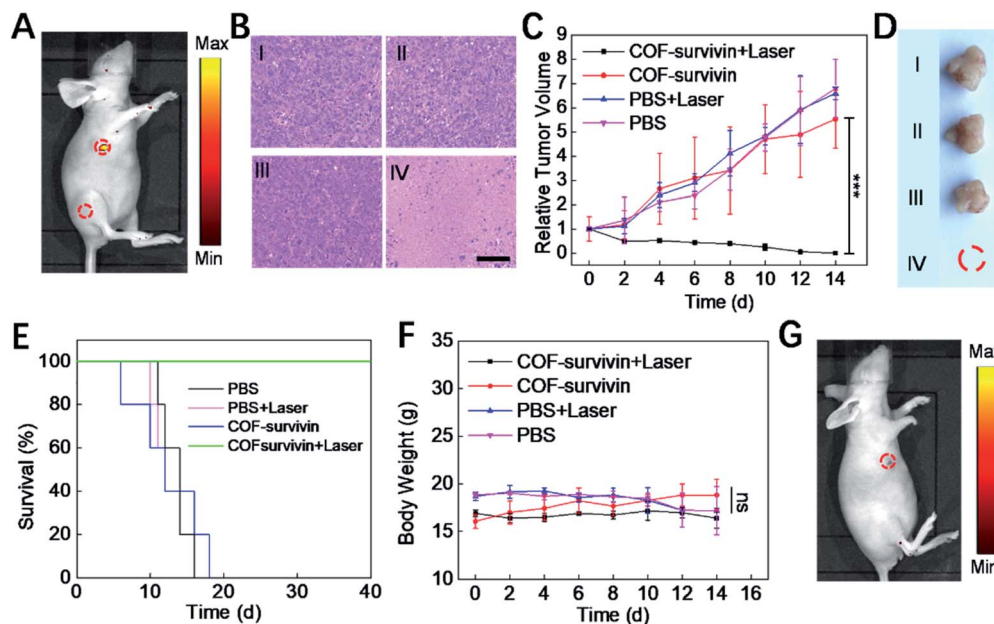 A
Max
Min
B
I
II
III
IV
C
COF-survivin+Laser
COF-survivin
PBS+Laser
PBS
Relative Tumor Volume
9
8
7
6
5
4
3
2
1
0
***
0 2 4 6 8 10 12 14
Time (d)
D
I
II
III
IV
E
Survival (%)
100
80
60
40
20
0
PBS
PBS+Laser
COF-survivin
COFsurvivin+Laser
0 10 20 30 40
Time (d)
F
Body Weight (g)
35
30
25
20
15
10
COF-survivin+Laser
COF-survivin
PBS+Laser
PBS
ns
0 2 4 6 8 10 12 14 16
Time (d)
G
Max
Min